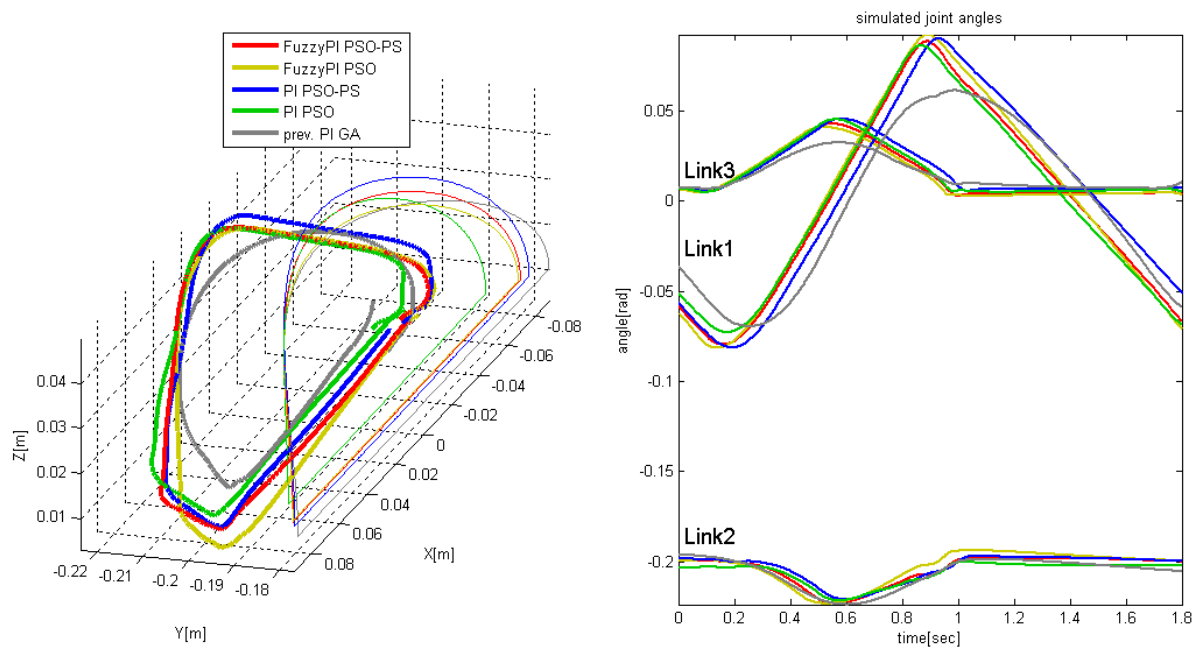 FuzzyPI PSO-PS
FuzzyPI PSO
PI PSO-PS
PI PSO
prev. PI GA
0.04
0.03
0.02
0.01
Z[m]
-0.22
-0.21
-0.2
-0.19
-0.18
Y[m]
0.08
0.06
0.04
0.02
0
-0.02
-0.04
-0.06
-0.08
X[m]
simulated joint angles
0.05
0
-0.05
-0.1
-0.15
-0.2
angle[rad]
Link3
Link1
Link2
0 0.2 0.4 0.6 0.8 1 1.2 1.4 1.6 1.8
time[sec]